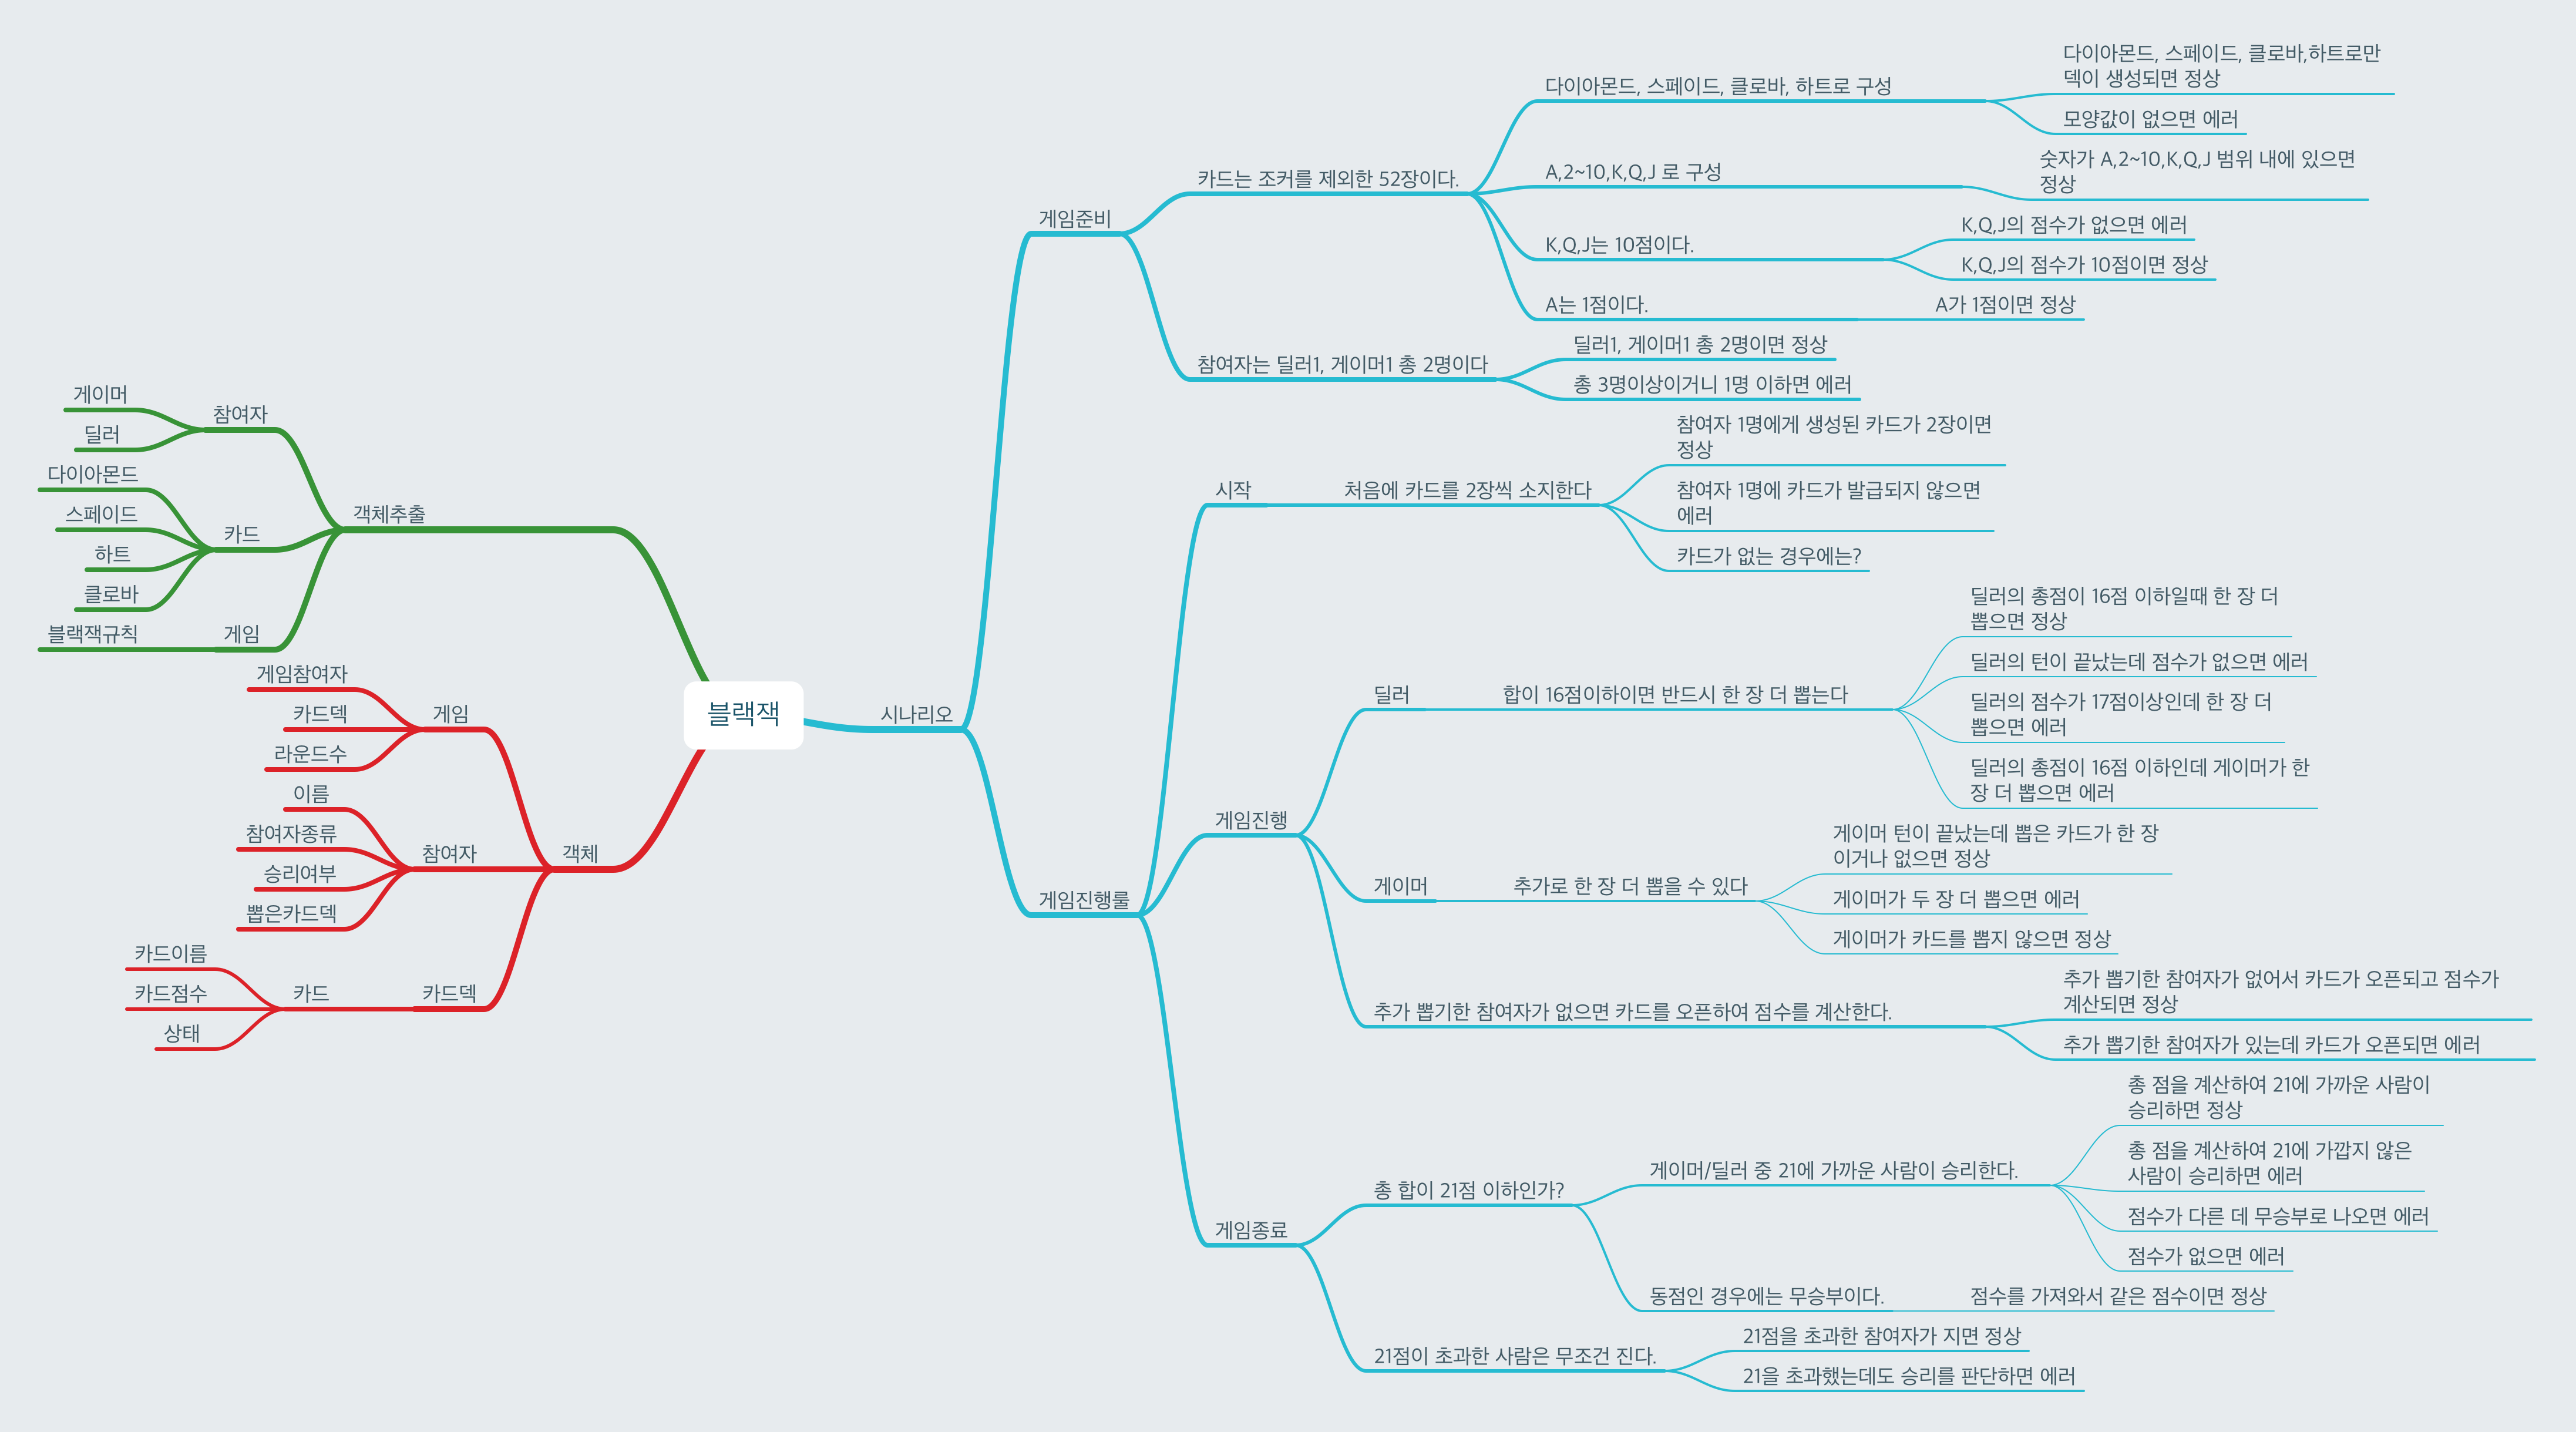 블랙잭
객체추출
참여자
게이머
딜러
카드
다이아몬드
스페이드
하트
클로바
게임
블랙잭규칙
객체
게임
게임참여자
카드덱
라운드수
참여자
이름
참여자종류
승리여부
뽑은카드덱
카드덱
카드
카드이름
카드점수
상태
시나리오
게임준비
카드는 조커를 제외한 52장이다.
다이아몬드, 스페이드, 클로바, 하트로 구성
다이아몬드, 스페이드, 클로바,하트로만
덱이 생성되면 정상
모양값이 없으면 에러
A,2~10,K,Q,J 로 구성
숫자가 A,2~10,K,Q,J 범위 내에 있으면
정상
K,Q,J는 10점이다.
K,Q,J의 점수가 없으면 에러
K,Q,J의 점수가 10점이면 정상
A는 1점이다.
A가 1점이면 정상
참여자는 딜러1, 게이머1 총 2명이다
딜러1, 게이머1 총 2명이면 정상
총 3명이상이거니 1명 이하면 에러
게임진행룰
시작
처음에 카드를 2장씩 소지한다
참여자 1명에게 생성된 카드가 2장이면
정상
참여자 1명에 카드가 발급되지 않으면
에러
카드가 없는 경우에는?
게임진행
딜러
합이 16점이하이면 반드시 한 장 더 뽑는다
딜러의 총점이 16점 이하일때 한 장 더
뽑으면 정상
딜러의 턴이 끝났는데 점수가 없으면 에러
딜러의 점수가 17점이상인데 한 장 더
뽑으면 에러
딜러의 총점이 16점 이하인데 게이머가 한
장 더 뽑으면 에러
게이머
추가로 한 장 더 뽑을 수 있다
게이머 턴이 끝났는데 뽑은 카드가 한 장
이거나 없으면 정상
게이머가 두 장 더 뽑으면 에러
게이머가 카드를 뽑지 않으면 정상
추가 뽑기한 참여자가 없으면 카드를 오픈하여 점수를 계산한다.
추가 뽑기한 참여자가 없어서 카드가 오픈되고 점수가
계산되면 정상
추가 뽑기한 참여자가 있는데 카드가 오픈되면 에러
게임종료
총 합이 21점 이하인가?
게이머/딜러 중 21에 가까운 사람이 승리한다.
총 점을 계산하여 21에 가까운 사람이
승리하면 정상
총 점을 계산하여 21에 가깝지 않은
사람이 승리하면 에러
점수가 다른 데 무승부로 나오면 에러
점수가 없으면 에러
동점인 경우에는 무승부이다.
점수를 가져와서 같은 점수이면 정상
21점이 초과한 사람은 무조건 진다.
21점을 초과한 참여자가 지면 정상
21을 초과했는데도 승리를 판단하면 에러